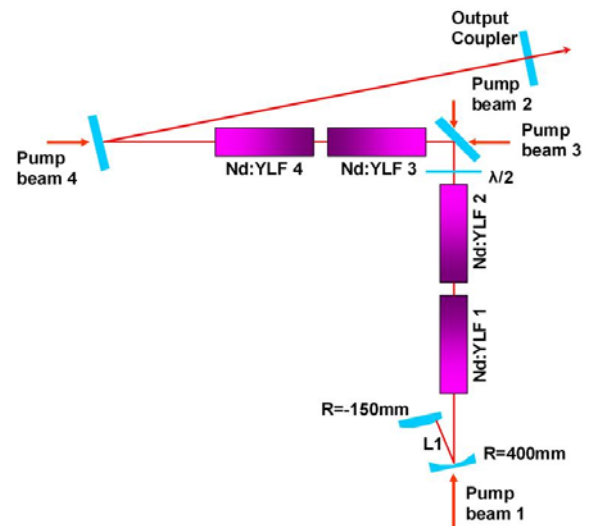 Output
Coupler
Pump
beam 2
Pump
beam 3
Pump
beam 4
Nd:YLF 4
Nd:YLF 3
λ/2
Nd:YLF 2
Nd:YLF 1
R=-150mm
L1
R=400mm
Pump
beam 1